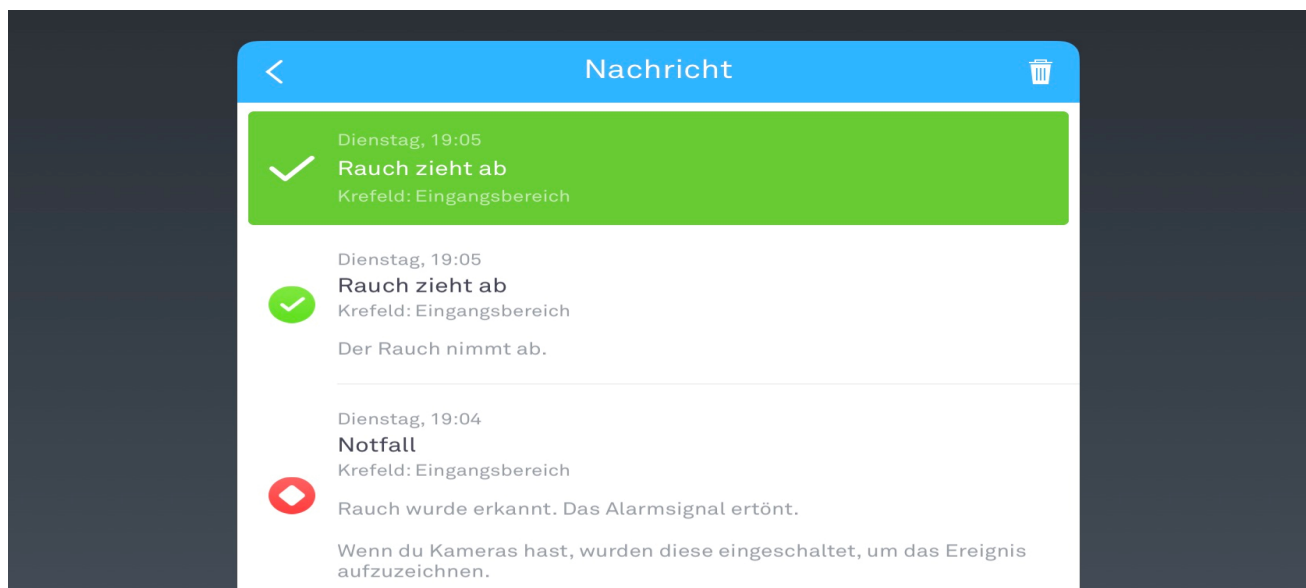 Nachricht
Dienstag, 19:05
Rauch zieht ab
Krefeld: Eingangsbereich
Dienstag, 19:05
Rauch zieht ab
Krefeld: Eingangsbereich
Der Rauch nimmt ab.
Dienstag, 19:04
Notfall
Krefeld: Eingangsbereich
Rauch wurde erkannt. Das Alarmsignal ertönt.
Wenn du Kameras hast, wurden diese eingeschaltet, um das Ereignis
aufzuzeichnen.